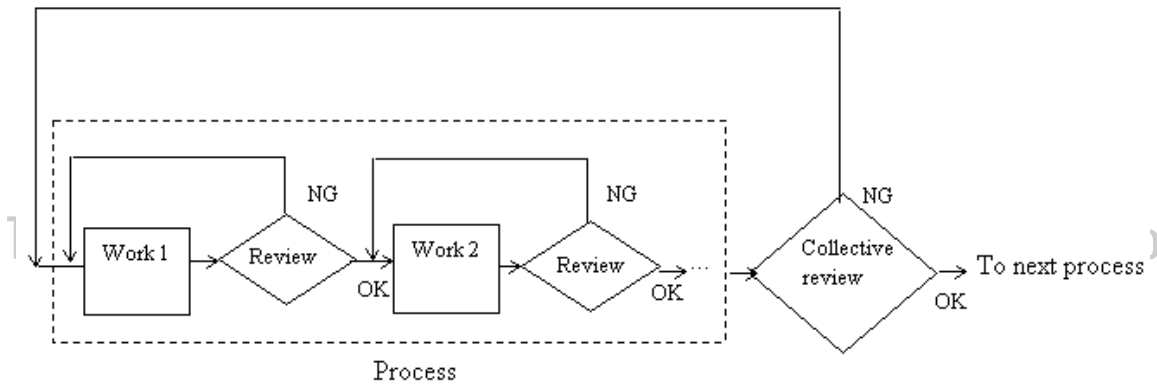 NG
NG
NG
Work 1
Review
OK
Work 2
Review
OK
...
Collective
review
OK
To next process
Process